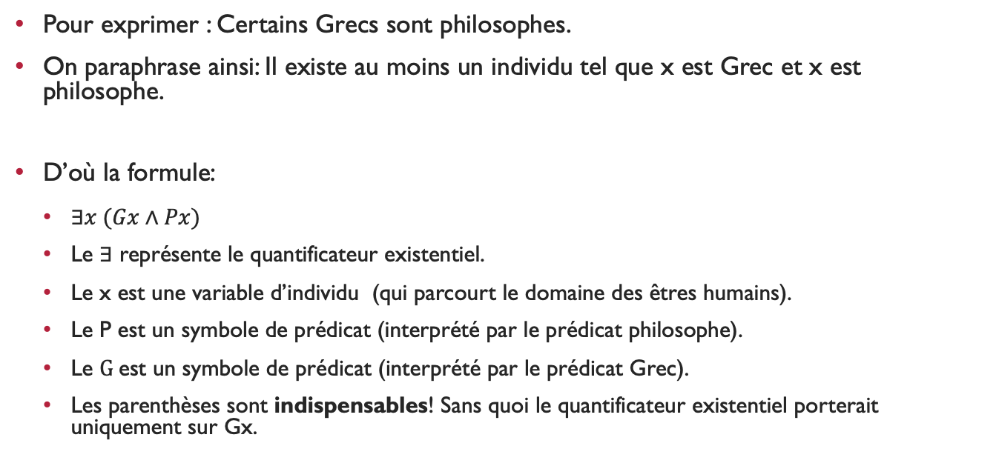 • Pour exprimer : Certains Grecs sont philosophes.
• On paraphrase ainsi: Il existe au moins un individu tel que x est Grec et x est
philosophe.
• D’où la formule:
• ∃x (Gx ∧ Px)
• Le ∃ représente le quantificateur existentiel.
• Le x est une variable d’individu (qui parcourt le domaine des êtres humains).
• Le P est un symbole de prédicat (interprété par le prédicat philosophe).
• Le G est un symbole de prédicat (interprété par le prédicat Grec).
• Les parenthèses sont indispensables! Sans quoi le quantificateur existentiel porterait
uniquement sur Gx.